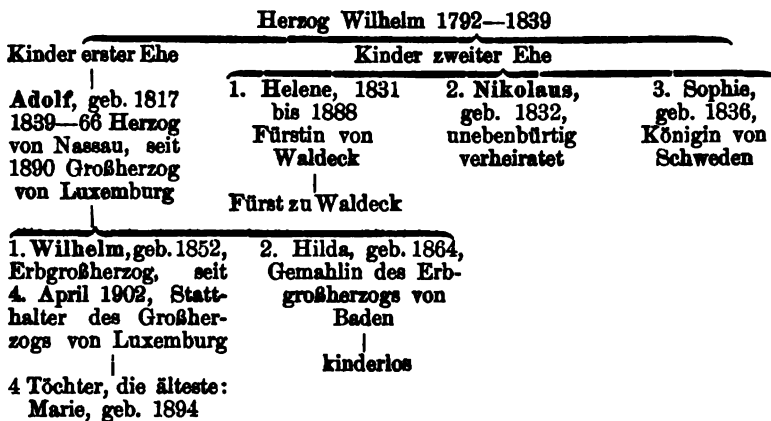 Herzog Wilhelm 1792—1839
Kinder erster Ehe
Kinder zweiter Ehe
Adolf, geb. 1817
1839—66 Herzog
von Nassau, seit
1890 Großherzog
von Luxemburg
1. Helene, 1831
bis 1888
Fürstin von
Waldeck
Fürst zu Waldeck
2. Nikolaus,
geb. 1832,
unebenbürtig
verheiratet
3. Sophie,
geb. 1836,
Königin von
Schweden
1. Wilhelm, geb. 1852,
Erbgroßherzog, seit
4. April 1902, Statt-
halter des Großher-
zogs von Luxemburg
4 Töchter, die älteste:
Marie, geb. 1894
2. Hilda, geb. 1864,
Gemahlin des Erb-
großherzogs von
Baden
kinderlos